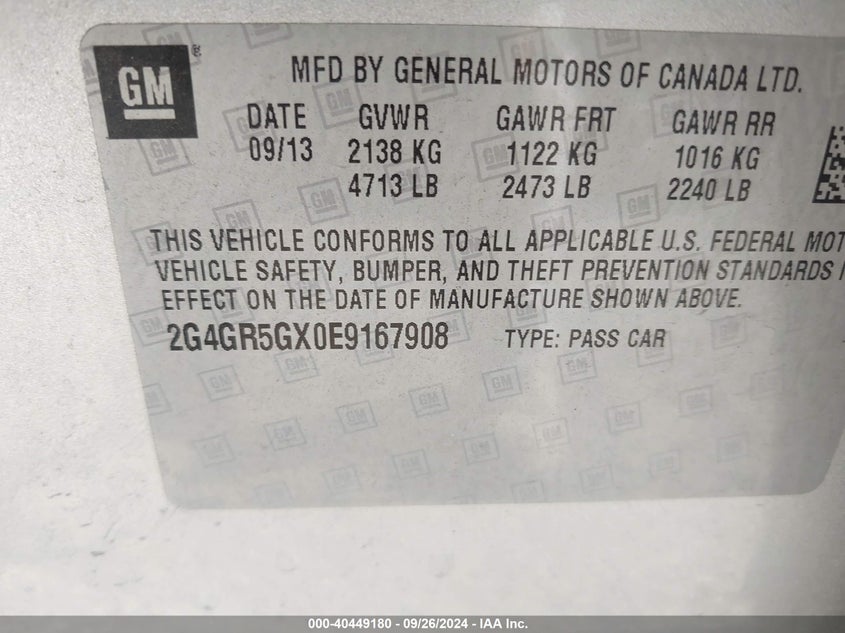 GM ®
MFD BY GENERAL MOTORS OF CANADA LTD.
DATE GVWR GAWR FRT GAWR RR
09/13 2138 KG 1122 KG 1016 KG
4713 LB 2473 LB 2240 LB
THIS VEHICLE CONFORMS TO ALL APPLICABLE U.S. FEDERAL MOT
VEHICLE SAFETY, BUMPER, AND THEFT PREVENTION STANDARDS I
EFFECT ON THE DATE OF MANUFACTURE SHOWN ABOVE.
2G4GR5GX0E9167908 TYPE: PASS CAR
000-40449180 - 09/26/2024 - IAA Inc.